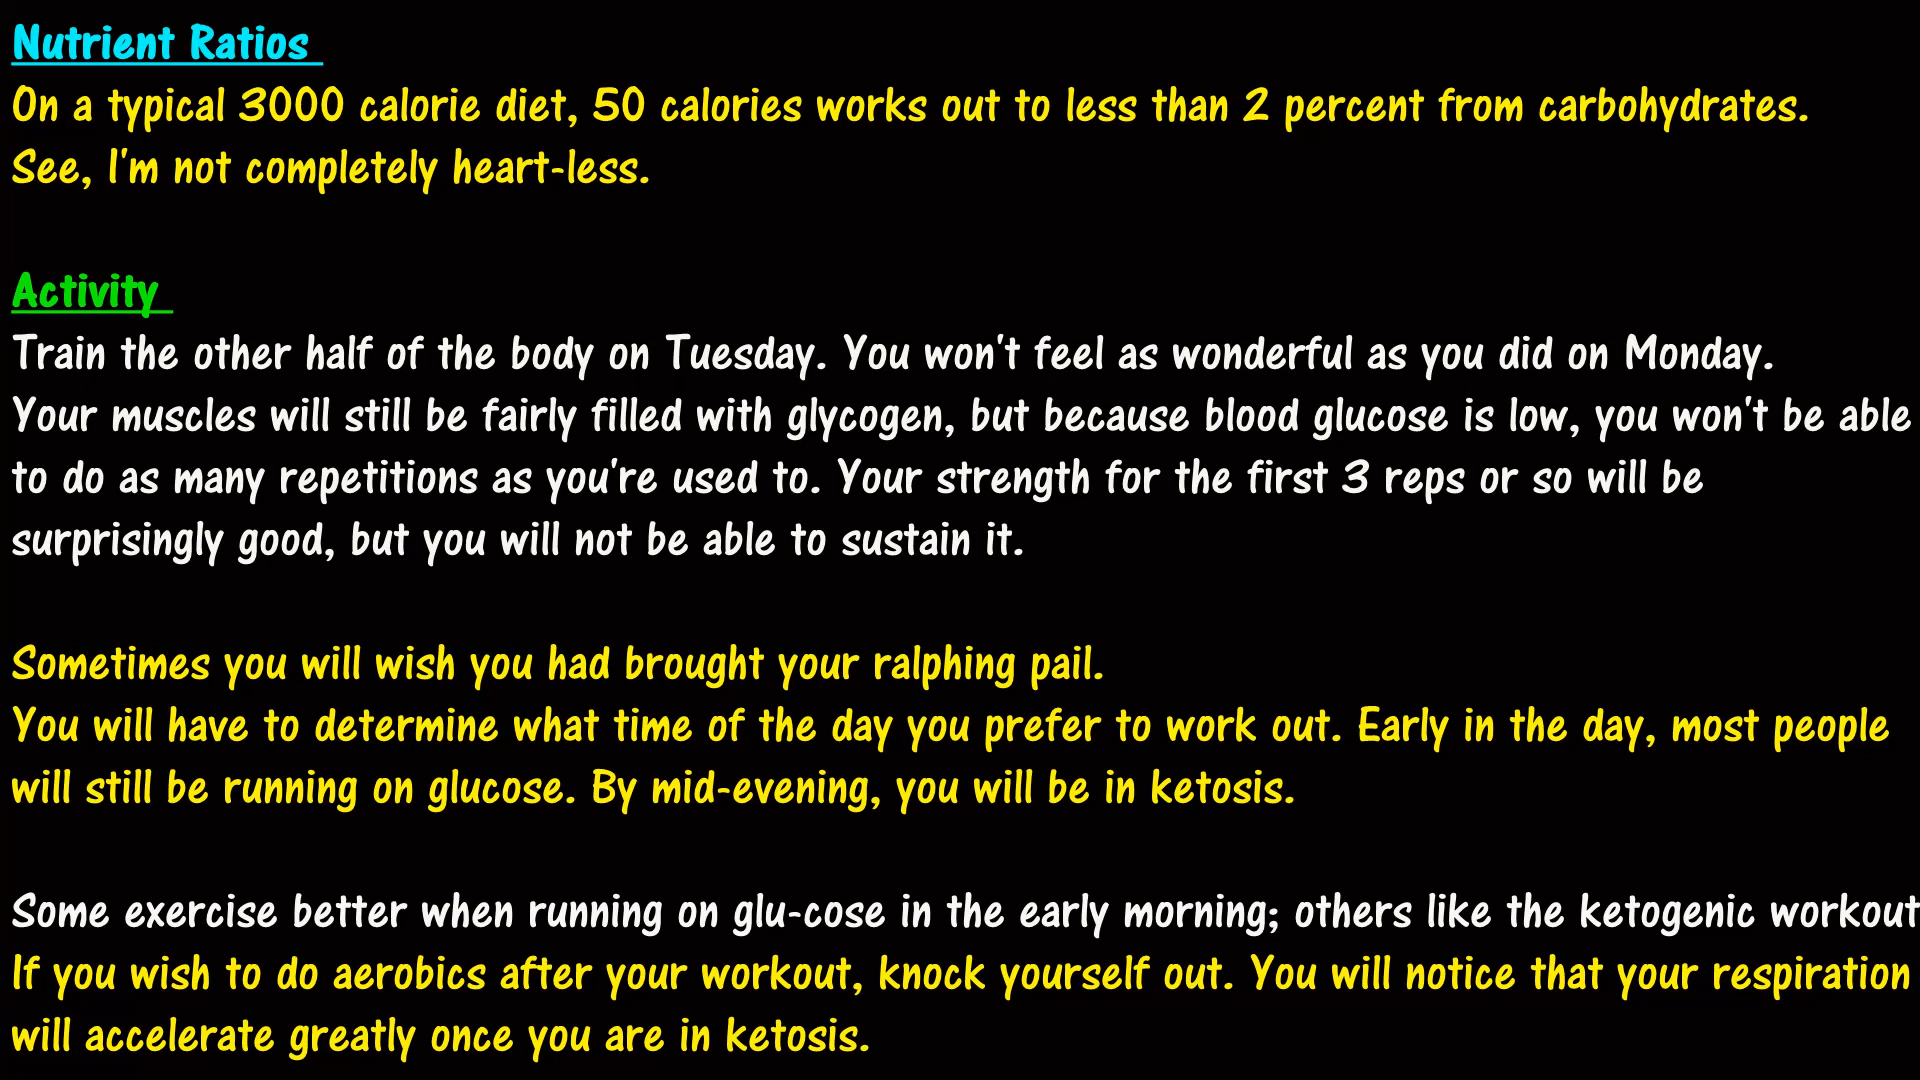 Nutrient Ratios
On a typical 3000 calorie diet, 50 calories works out to less than 2 percent from carbohydrates.
See, I'm not completely heart-less.
Activity
Train the other half of the body on Tuesday. You won't feel as wonderful as you did on Monday.
Your muscles will still be fairly filled with glycogen, but because blood glucose is low, you won't be able
to do as many repetitions as you're used to. Your strength for the first 3 reps or so will be
surprisingly good, but you will not be able to sustain it.
Sometimes you will wish you had brought your ralphing pail.
You will have to determine what time of the day you prefer to work out. Early in the day, most people
will still be running on glucose. By mid-evening, you will be in ketosis.
Some exercise better when running on glu-cose in the early morning; others like the ketogenic workout
If you wish to do aerobics after your workout, knock yourself out. You will notice that your respiration
will accelerate greatly once you are in ketosis.